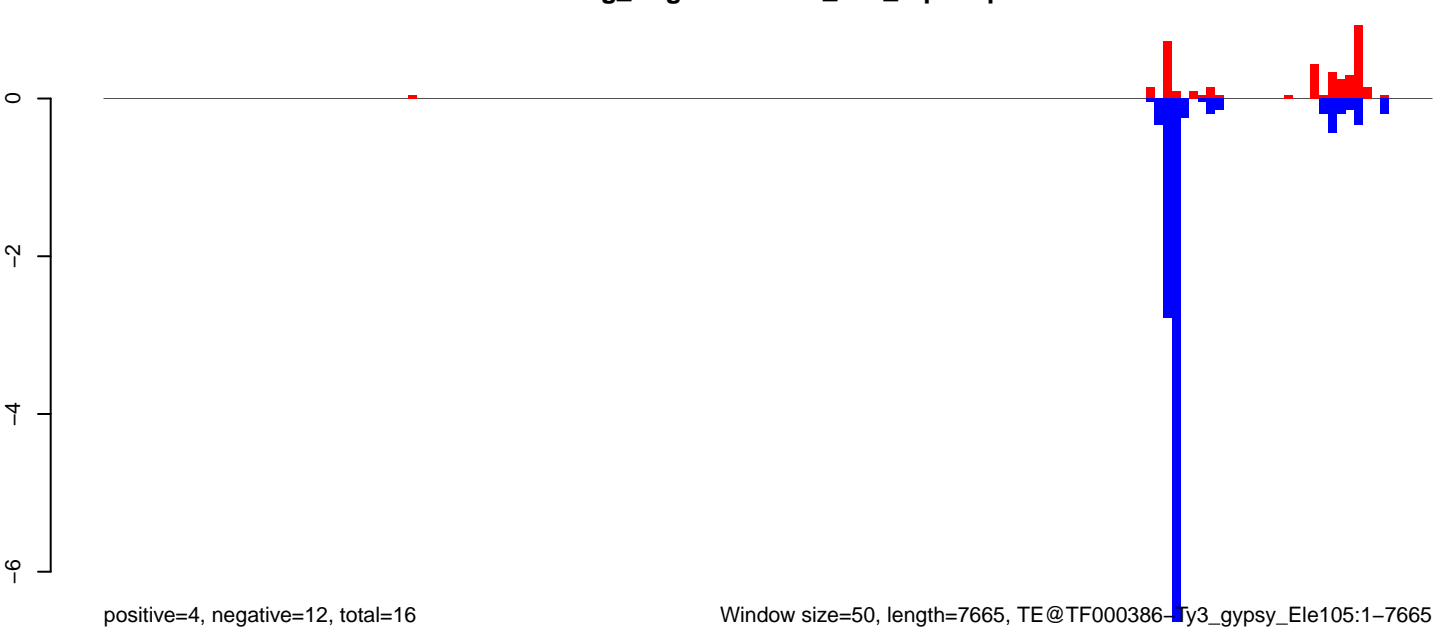 0
−2
−4
−6
positive=4, negative=12, total=16
Window size=50, length=7665, TE@TF000386−Ty3_gypsy_Ele105:1−7665